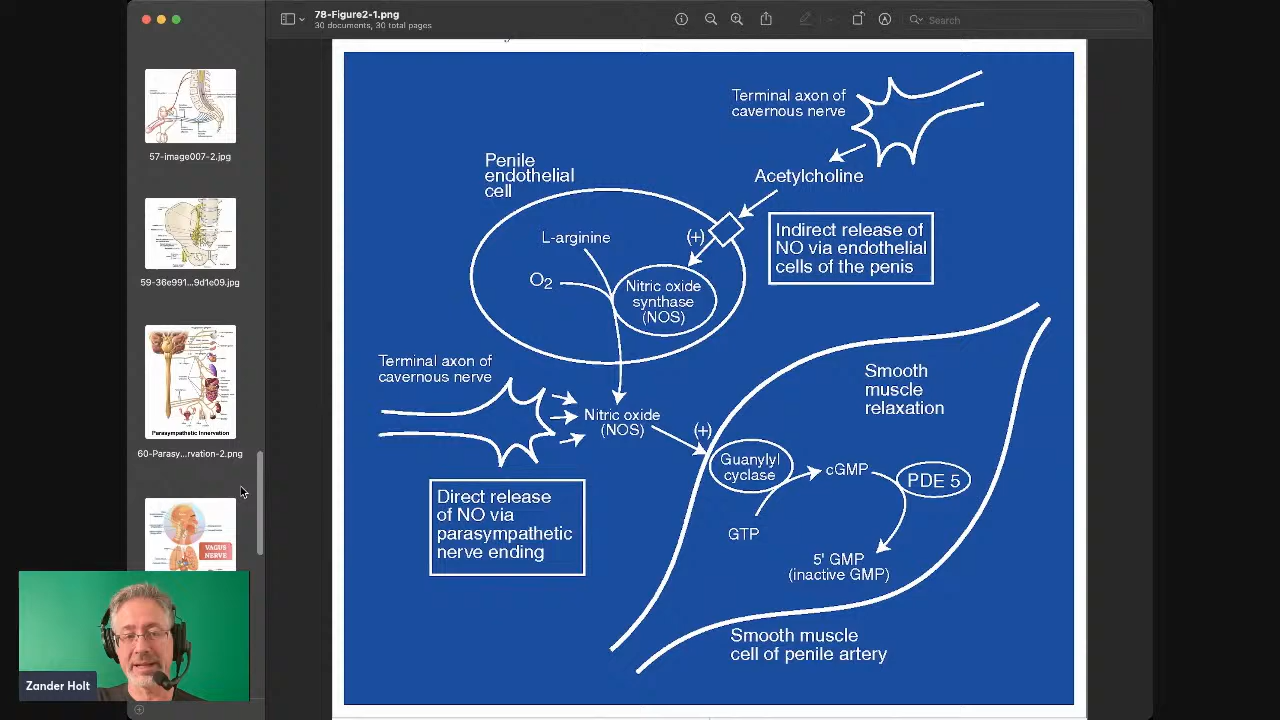 78-Figure2-1.png
30 documents, 30 total pages
Search
57-image007-2.jpg
59-36e991...9d1e09.jpg
Parasympathetic Innervation
60-Parasy...rvation-2.png
VAGUS
NERVE
Zander Holt
Terminal axon of
cavernous nerve
Acetylcholine
Penile
endothelial
cell
(+)
Indirect release of
NO via endothelial
cells of the penis
L-arginine
O2
Nitric oxide
synthase
(NOS)
Terminal axon of
cavernous nerve
Nitric oxide
(NOS)
(+)
Smooth
muscle
relaxation
Guanylyl
cyclase
cGMP
PDE 5
GTP
5' GMP
(inactive GMP)
Direct release
of NO via
parasympathetic
nerve ending
Smooth muscle
cell of penile artery